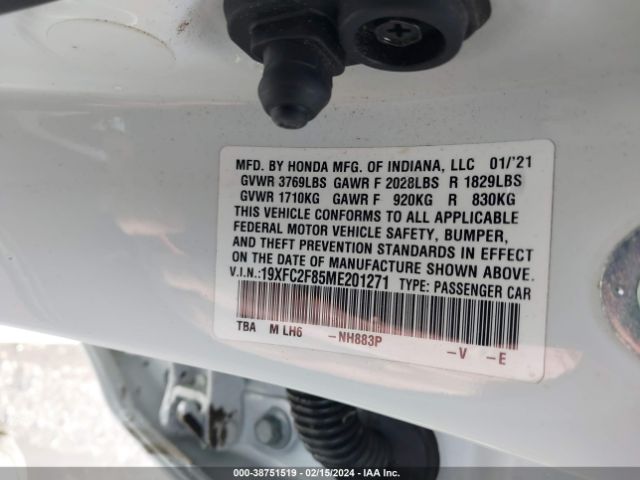 MFD. BY HONDA MFG. OF INDIANA, LLC 01/'21
GVWR 3769LBS GAWR F 2028LBS R 1829LBS
GVWR 1710KG GAWR F 920KG R 830KG
THIS VEHICLE CONFORMS TO ALL APPLICABLE
FEDERAL MOTOR VEHICLE SAFETY, BUMPER,
AND THEFT PREVENTION STANDARDS IN EFFECT
ON THE DATE OF MANUFACTURE SHOWN ABOVE.
V.I.N.:19XFC2F85ME201271 TYPE: PASSENGER CAR
TBA M LH6 -NH883P -V -E
000-38751519 - 02/15/2024 - IAA Inc.